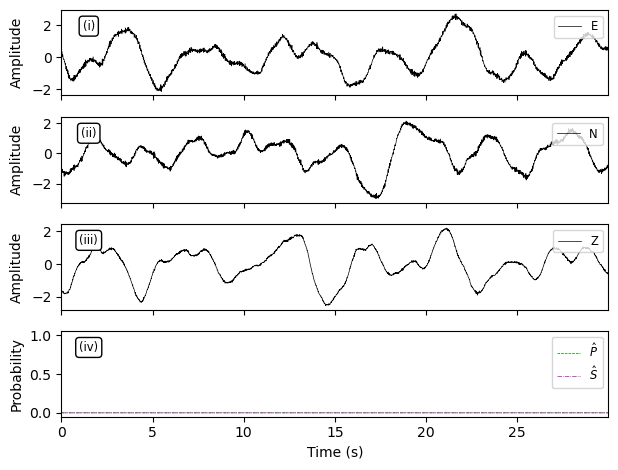 Amplitude
2
0
−2
(i)
E
Amplitude
2
0
−2
(ii)
N
Amplitude
2
0
−2
(iii)
Z
Probability
1.0
0.5
0.0
(iv)
P̂
Ŝ
0 5 10 15 20 25
Time (s)